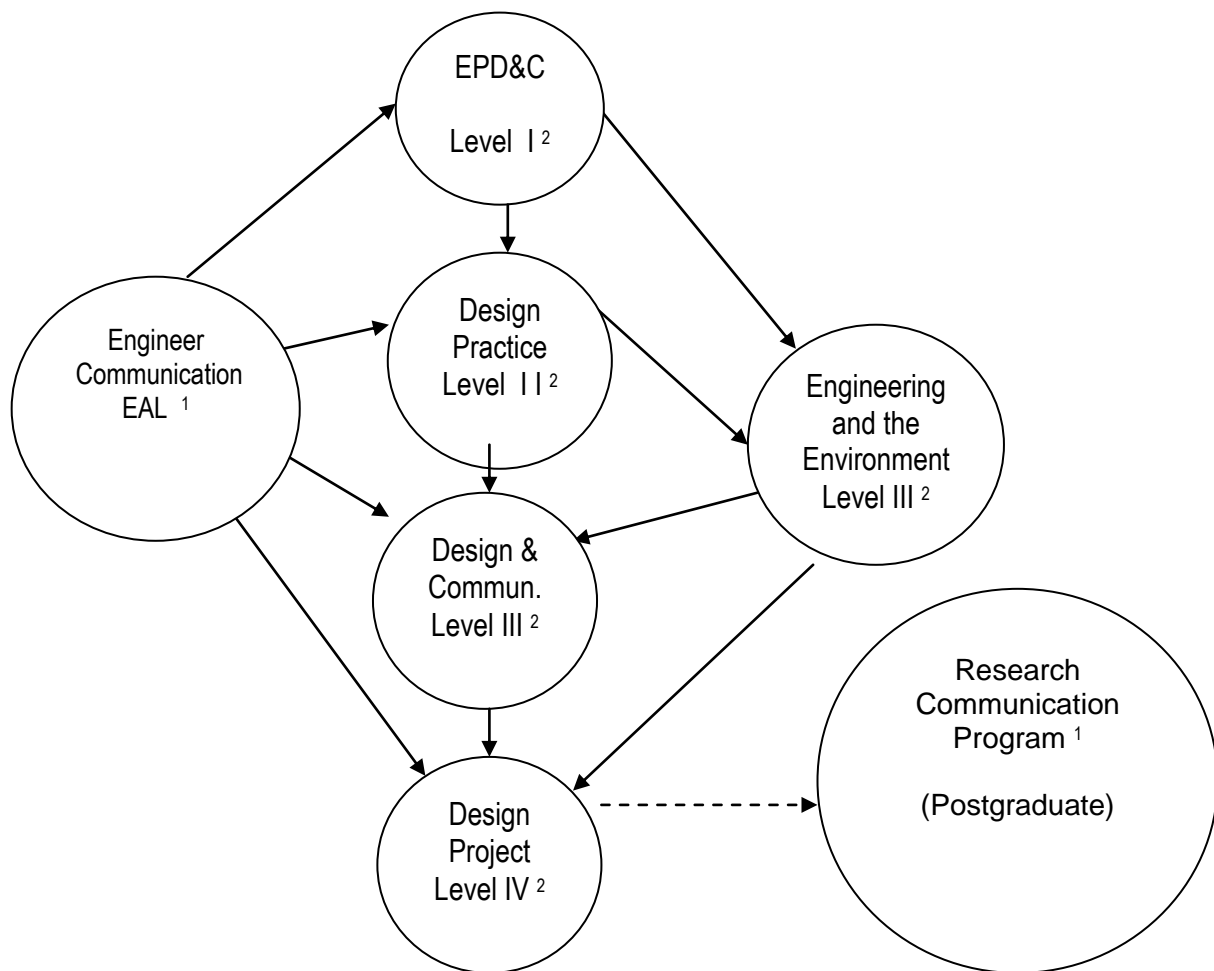 EPD&C
Level I 2
Engineer
Communication
EAL 1
Design
Practice
Level I I 2
Engineering
and the
Environment
Level III 2
Design &
Commun.
Level III 2
Research
Communication
Program 1
(Postgraduate)
Design
Project
Level IV 2